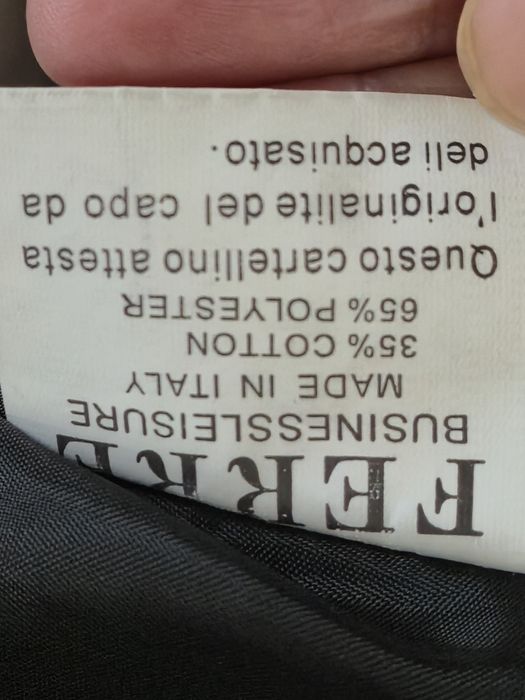 FERRE
BUSINESSLEISURE
MADE IN ITALY
35% COTTON
65% POLYESTER
Questo cartellino attesta
l'originalite del capo da
deli acquisato.